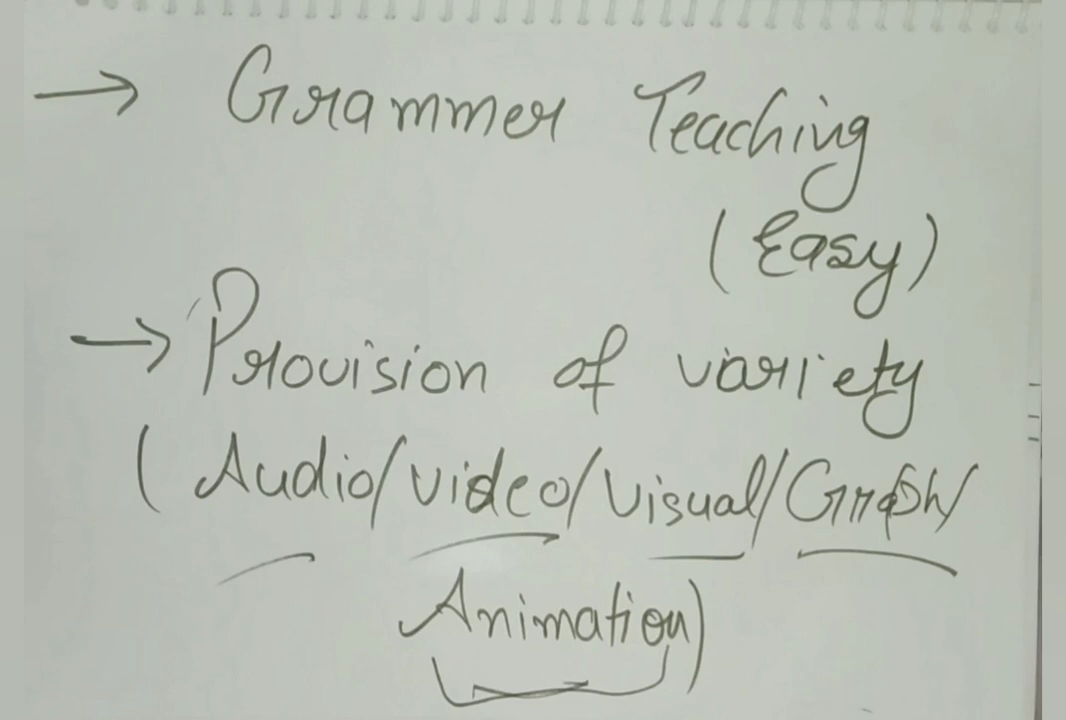 → Grammer Teaching
(Easy)
→ Provision of variety
(Audio/video/visual/Graph/
Animation)